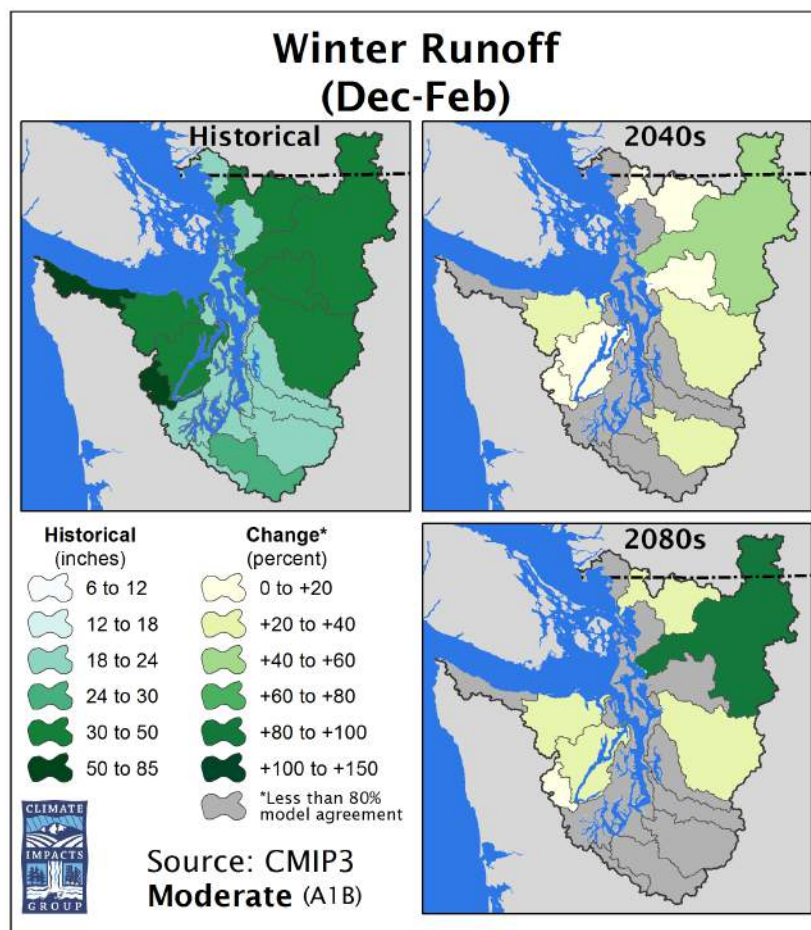 Winter Runoff
(Dec-Feb)
Historical
2040s
Historical
(inches)
6 to 12
12 to 18
18 to 24
24 to 30
30 to 50
50 to 85
Change*
(percent)
0 to +20
+20 to +40
+40 to +60
+60 to +80
+80 to +100
+100 to +150
*Less than 80%
model agreement
2080s
CLIMATE
IMPACTS
GROUP
Source: CMIP3
Moderate (A1B)